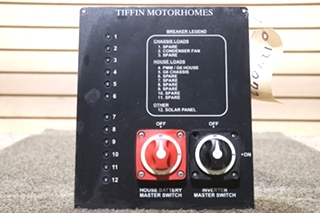 TIFFIN MOTORHOMES
BREAKER LEGEND
CHASSIS LOADS
1. SPARE
2. CONDENSER FAN
3. SPARE
HOUSE LOADS
4. PWM / G6 HOUSE
5. G6 CHASSIS
6. SPARE
7. SPARE
8. SPARE
9. SPARE
10. SPARE
11. SPARE
OTHER
12. SOLAR PANEL
1
2
3
4
5
6
7
8
9
10
11
12
OFF
HOUSE BATTERY
MASTER SWITCH
OFF
ON
INVERTER
MASTER SWITCH